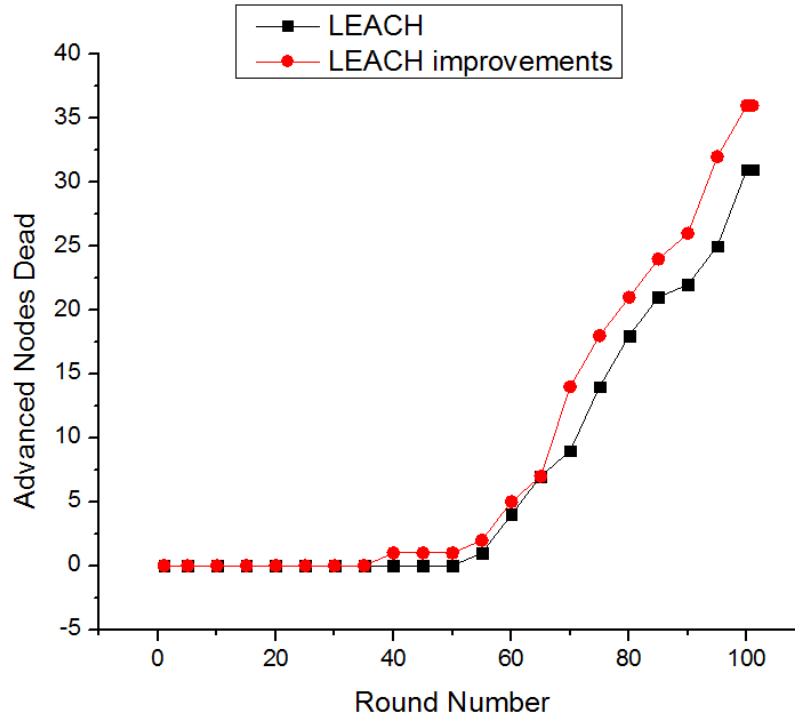 LEACH
LEACH improvements
40
35
30
25
20
15
10
5
0
-5
Advanced Nodes Dead
0 20 40 60 80 100
Round Number